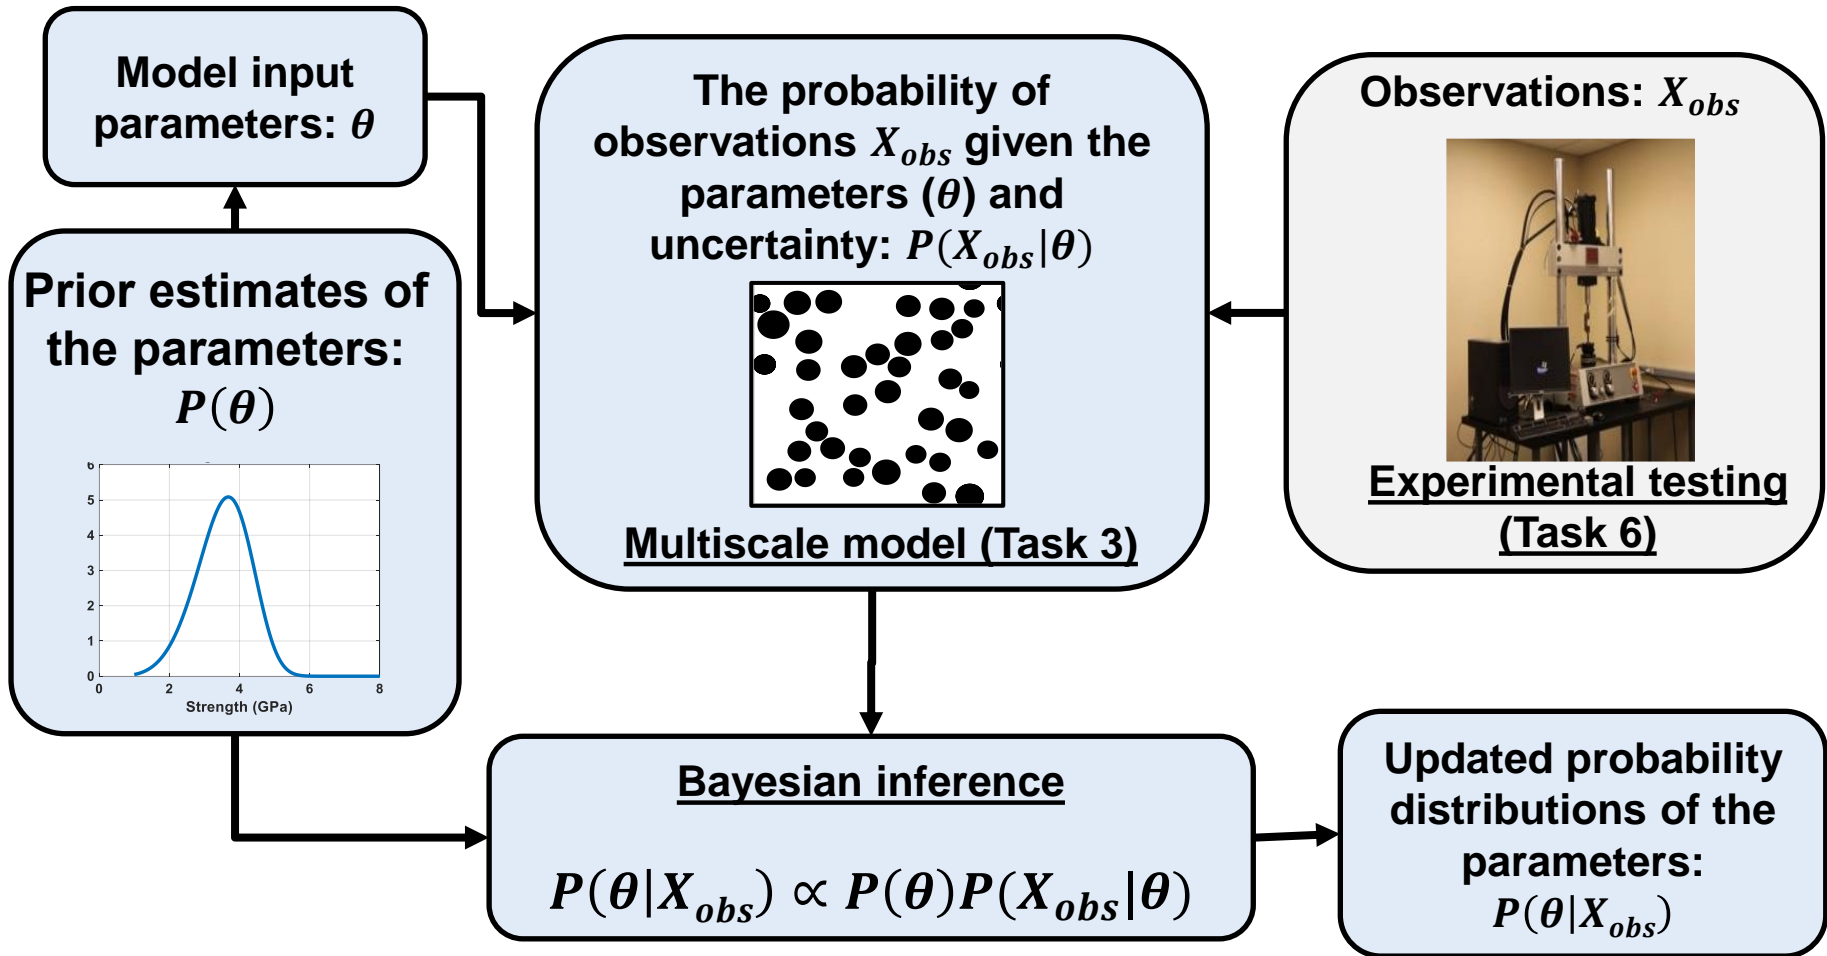 Model input
parameters: θ
Prior estimates of
the parameters:
P(θ)
6
5
4
3
2
1
0
0 2 4 6 8
Strength (GPa)
The probability of
observations X_obs given the
parameters (θ) and
uncertainty: P(X_obs|θ)
Multiscale model (Task 3)
Observations: X_obs
Experimental testing
(Task 6)
Bayesian inference
P(θ|X_obs) ∝ P(θ)P(X_obs|θ)
Updated probability
distributions of the
parameters:
P(θ|X_obs)